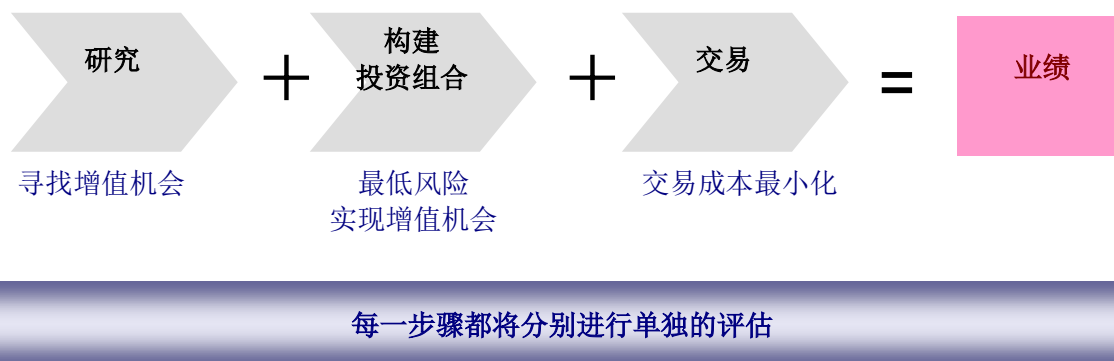 研究
寻找增值机会
+
构建
投资组合
最低风险
实现增值机会
+
交易
交易成本最小化
=
业绩
每一步骤都将分别进行单独的评估